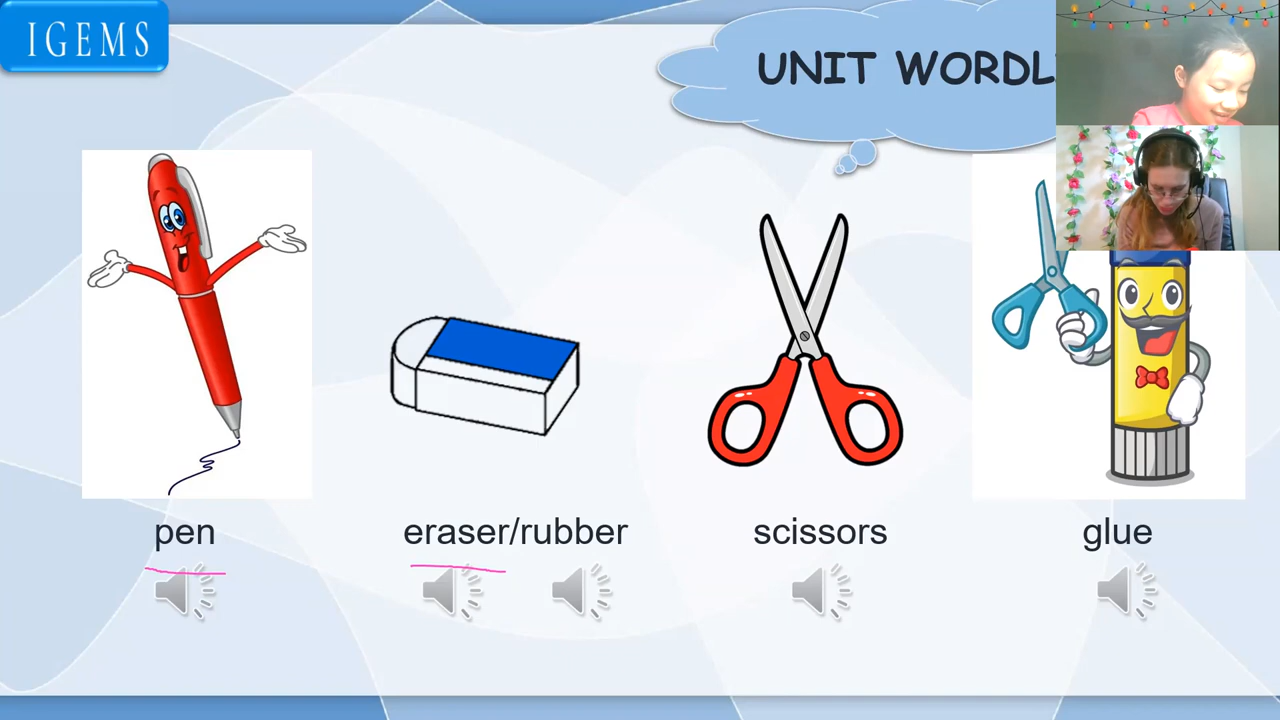 IGEMS
UNIT WORDL
pen
eraser/rubber
scissors
glue